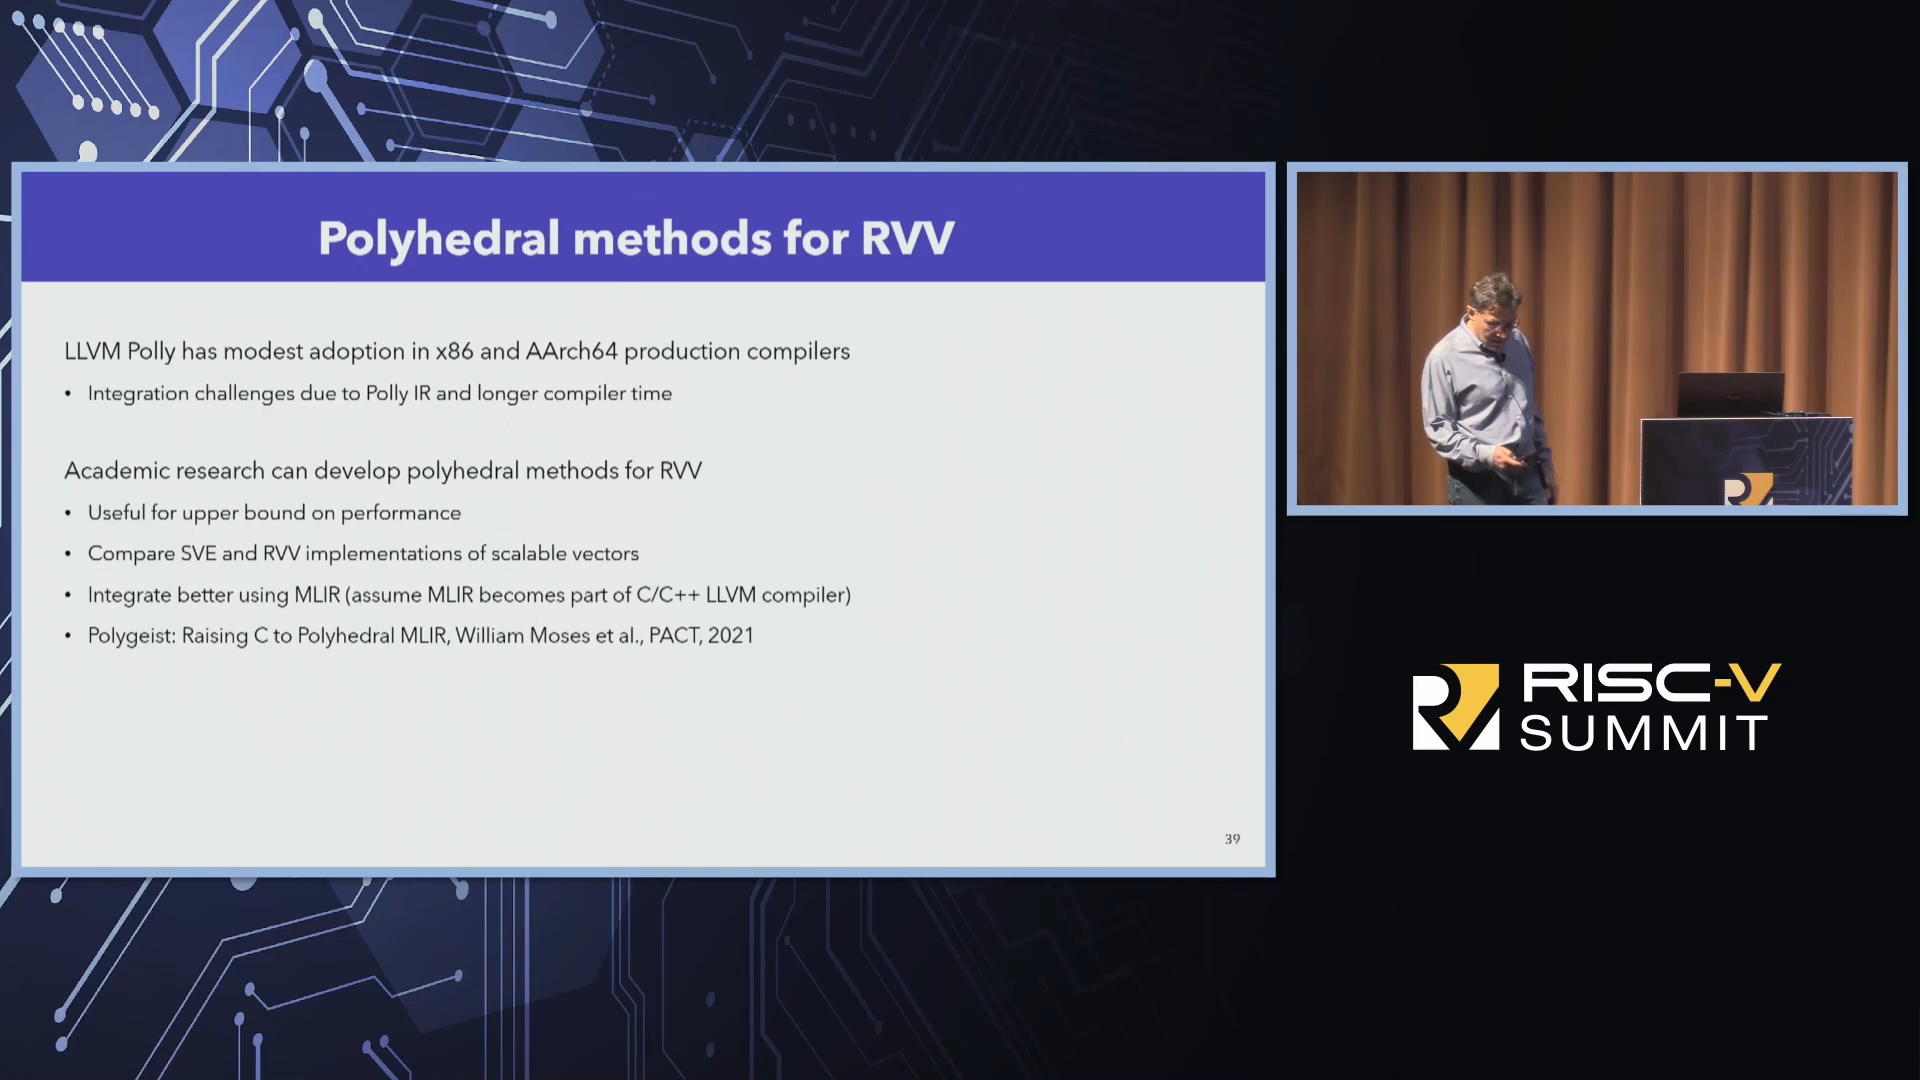 Polyhedral methods for RVV
LLVM Polly has modest adoption in x86 and AArch64 production compilers
• Integration challenges due to Polly IR and longer compiler time
Academic research can develop polyhedral methods for RVV
• Useful for upper bound on performance
• Compare SVE and RVV implementations of scalable vectors
• Integrate better using MLIR (assume MLIR becomes part of C/C++ LLVM compiler)
• Polygeist: Raising C to Polyhedral MLIR, William Moses et al., PACT, 2021
39
RISC-V
SUMMIT